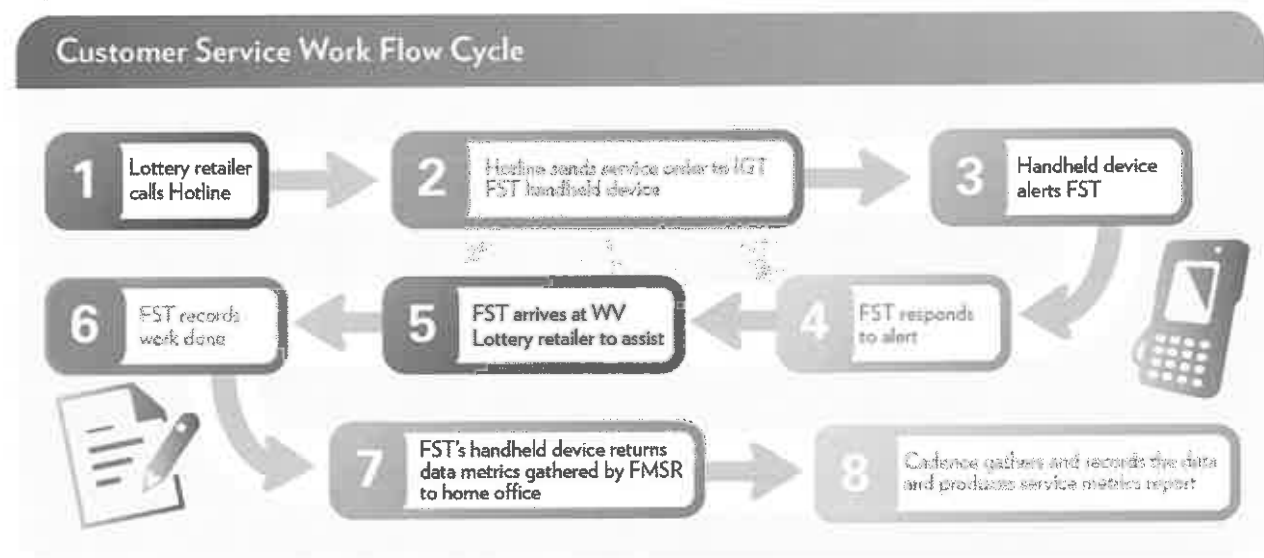 Customer Service Work Flow Cycle
1
Lottery retailer
calls Hotline
2
Hotline sends service order to IGT
FST handheld device
3
Handheld device
alerts FST
4
FST responds
to alert
5
FST arrives at WV
Lottery retailer to assist
6
FST records
work done
7
FST's handheld device returns
data metrics gathered by FMSR
to home office
8
Cadence gathers and records the data
and produces service metrics report